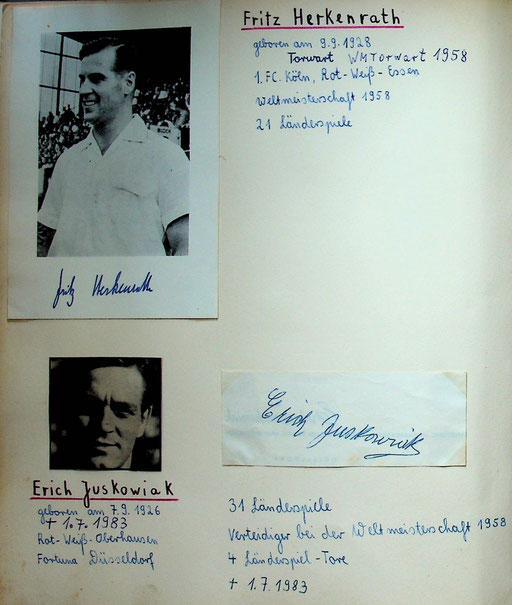 Fritz Herkenrath
geboren am 9.9.1928
Torwart WMTorwart 1958
1.FC. Köln, Rot-Weiß-Essen
Weltmeisterschaft 1958
21 Länderspiele
Fritz Herkenrath
Erich Juskowiak
Erich Juskowiak
geboren am 7.9.1926
+ 1.7.1983
Rot-Weiß-Oberhausen
Fortuna Düsseldorf
31 Länderspiele
Verteidiger bei der Weltmeisterschaft 1958
4 Länderspiel-Tore
+ 1.7.1983